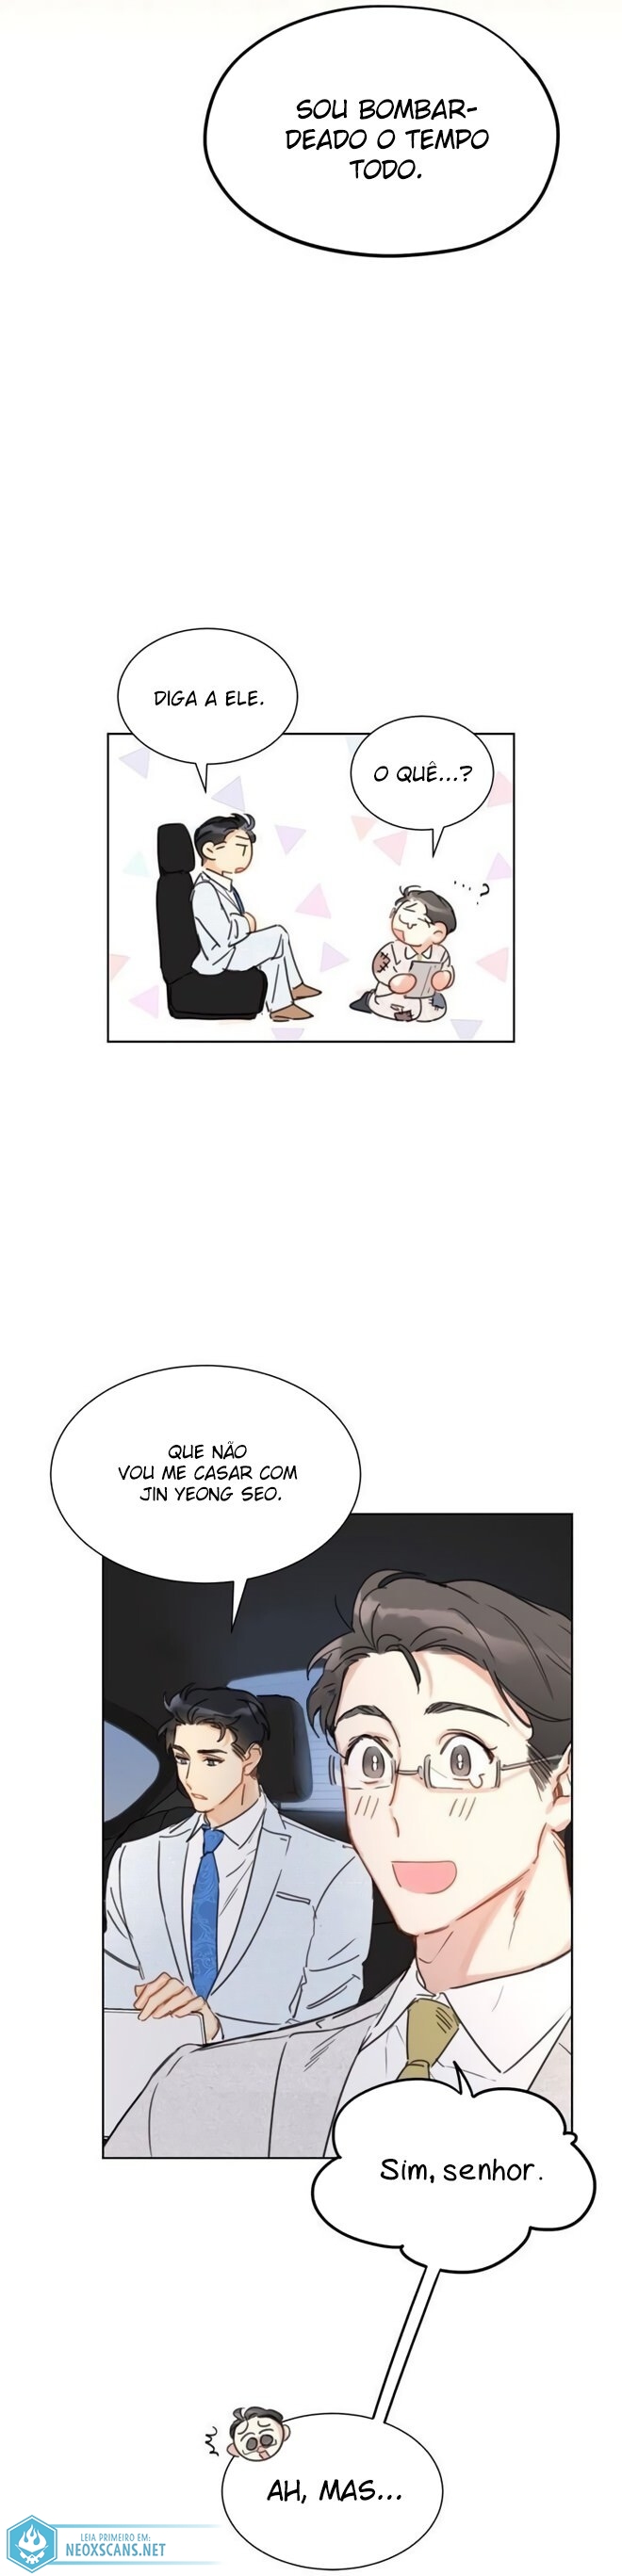 SOU BOMBAR-
DEADO O TEMPO
TODO.
DIGA A ELE.
O QUÊ...?
....?
QUE NÃO
VOU ME CASAR COM
JIN YEONG SEO.
Sim, senhor.
AH, MAS...
LEIA PRIMEIRO EM:
NEOXSCANS.NET